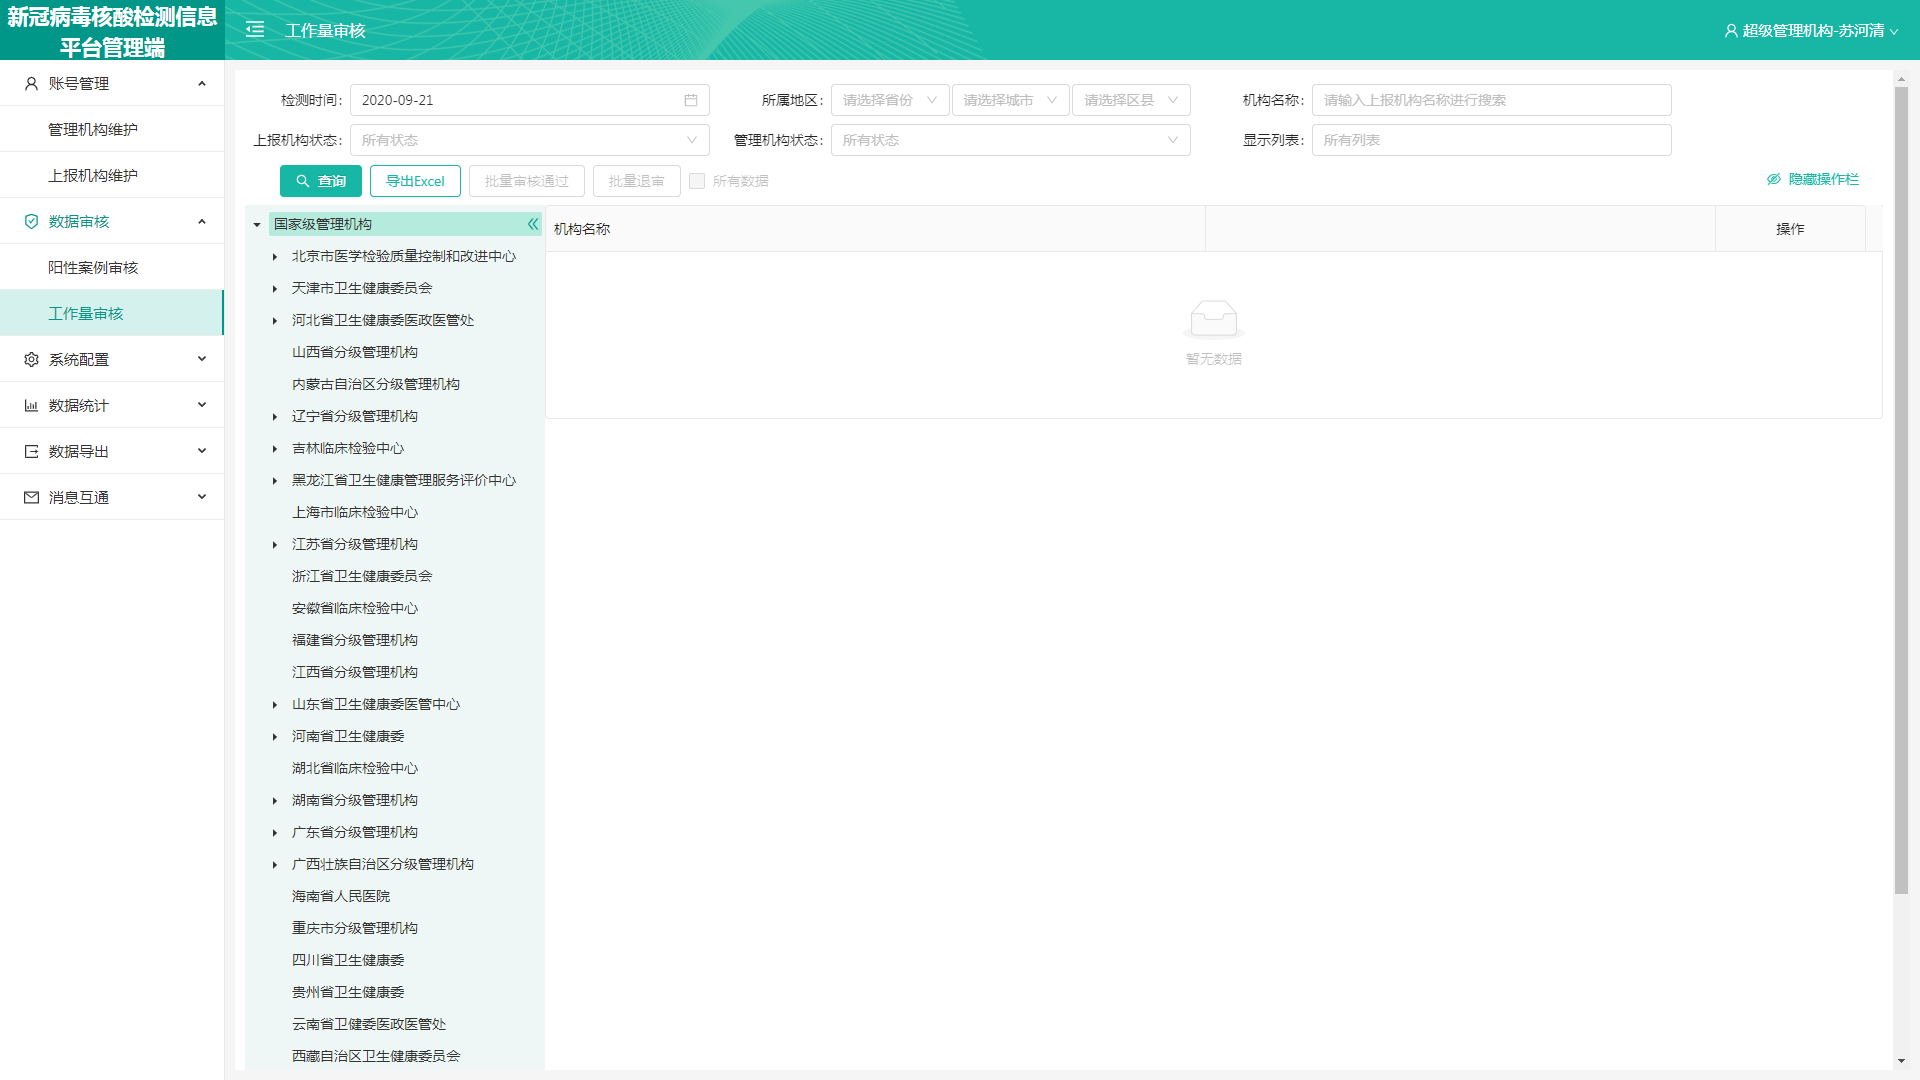 新冠病毒核酸检测信息
平台管理端
工作量审核
超级管理机构-苏河清
账号管理
管理机构维护
上报机构维护
数据审核
阳性案例审核
工作量审核
系统配置
数据统计
数据导出
消息互通
检测时间: 2020-09-21 所属地区: 请选择省份 请选择城市 请选择区县 机构名称: 请输入上报机构名称进行搜索
上报机构状态: 所有状态 管理机构状态: 所有状态 显示列表: 所有列表
查询 导出Excel 批量审核通过 批量退审 所有数据 隐藏操作栏
国家级管理机构
北京市医学检验质量控制和改进中心
天津市卫生健康委员会
河北省卫生健康委医政医管处
山西省分级管理机构
内蒙古自治区分级管理机构
辽宁省分级管理机构
吉林临床检验中心
黑龙江省卫生健康管理服务评价中心
上海市临床检验中心
江苏省分级管理机构
浙江省卫生健康委员会
安徽省临床检验中心
福建省分级管理机构
江西省分级管理机构
山东省卫生健康委医管中心
河南省卫生健康委
湖北省临床检验中心
湖南省分级管理机构
广东省分级管理机构
广西壮族自治区分级管理机构
海南省人民医院
重庆市分级管理机构
四川省卫生健康委
贵州省卫生健康委
云南省卫健委医政医管处
西藏自治区卫生健康委员会
机构名称 操作
暂无数据